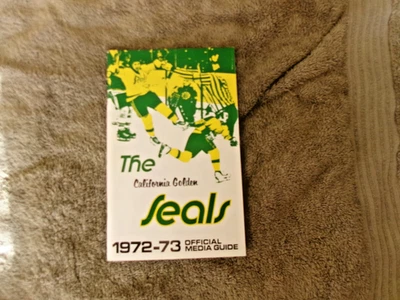 The
California Golden
Seals
1972-73 OFFICIAL
MEDIA GUIDE